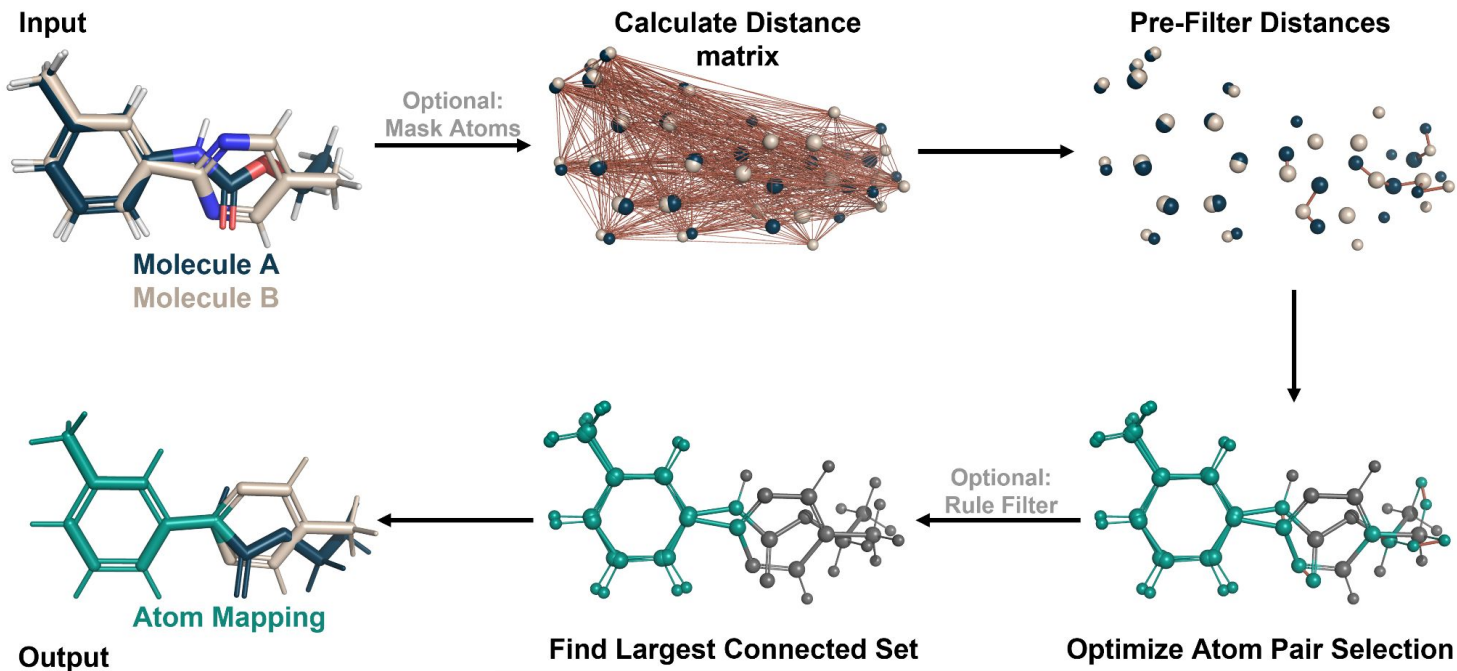 Input
Calculate Distance
matrix
Pre-Filter Distances
Optional:
Mask Atoms
Molecule A
Molecule B
Optional:
Rule Filter
Atom Mapping
Output
Find Largest Connected Set
Optimize Atom Pair Selection